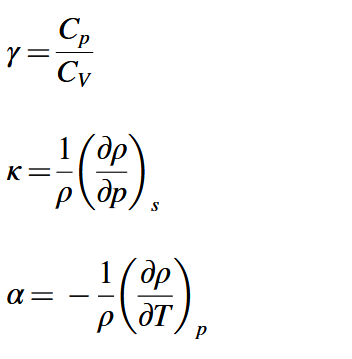 γ = C_p / C_V
κ = 1/ρ (∂ρ/∂p)_s
α = − 1/ρ (∂ρ/∂T)_p